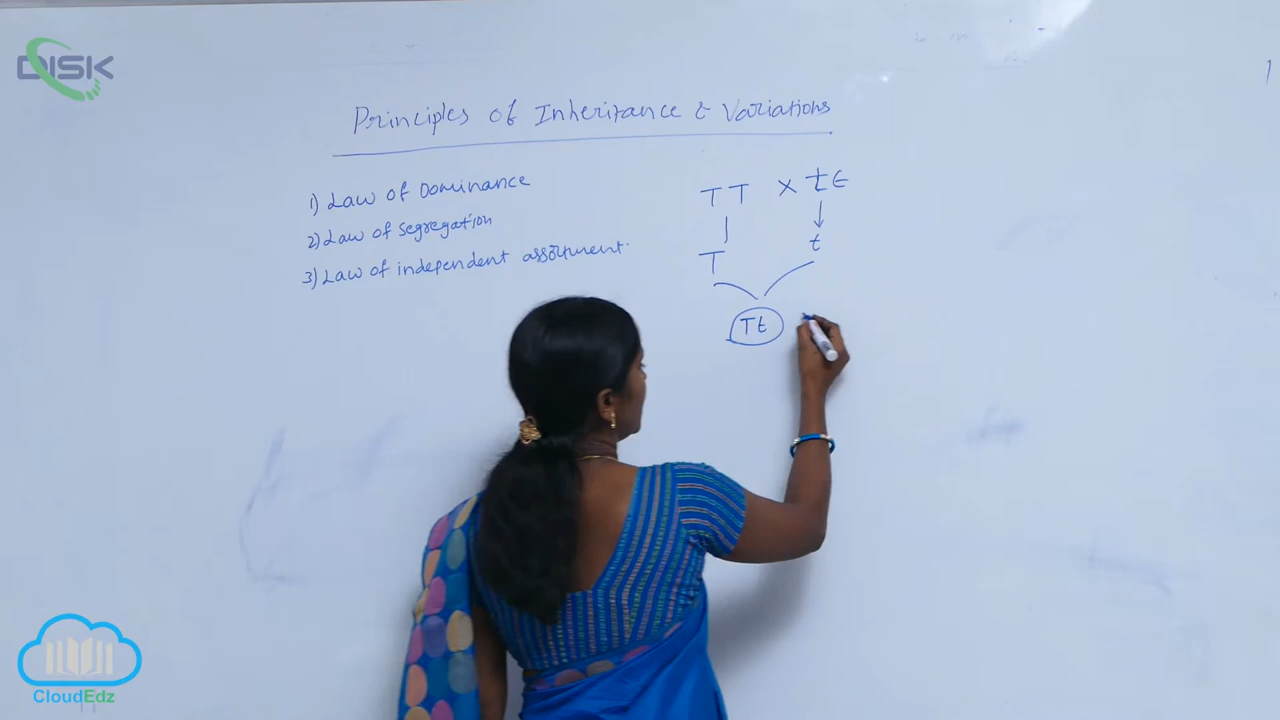 DISK
Principles of Inheritance & Variations
1) Law of Dominance
2) Law of segregation
3) Law of independent assortment.
TT × tt
T t
Tt
CloudEdz